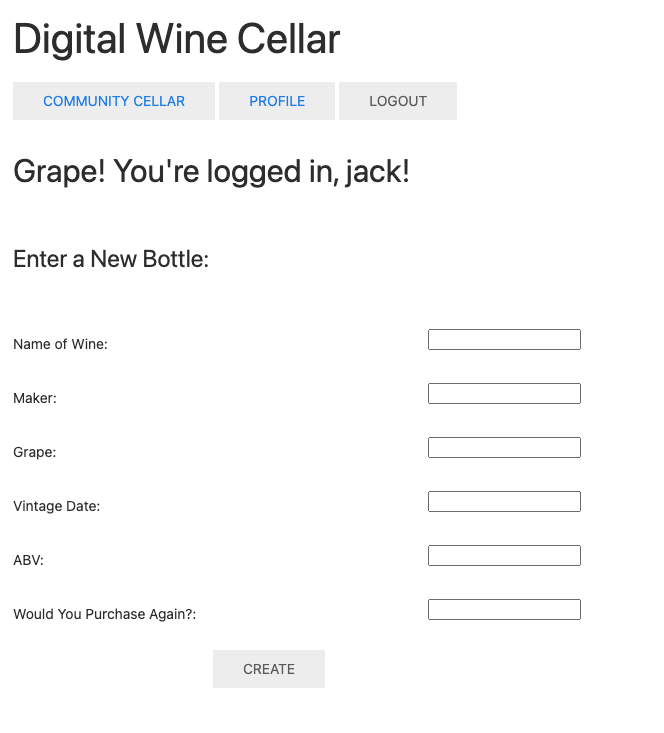 Digital Wine Cellar
COMMUNITY CELLAR PROFILE LOGOUT
Grape! You're logged in, jack!
Enter a New Bottle:
Name of Wine:
Maker:
Grape:
Vintage Date:
ABV:
Would You Purchase Again?:
CREATE